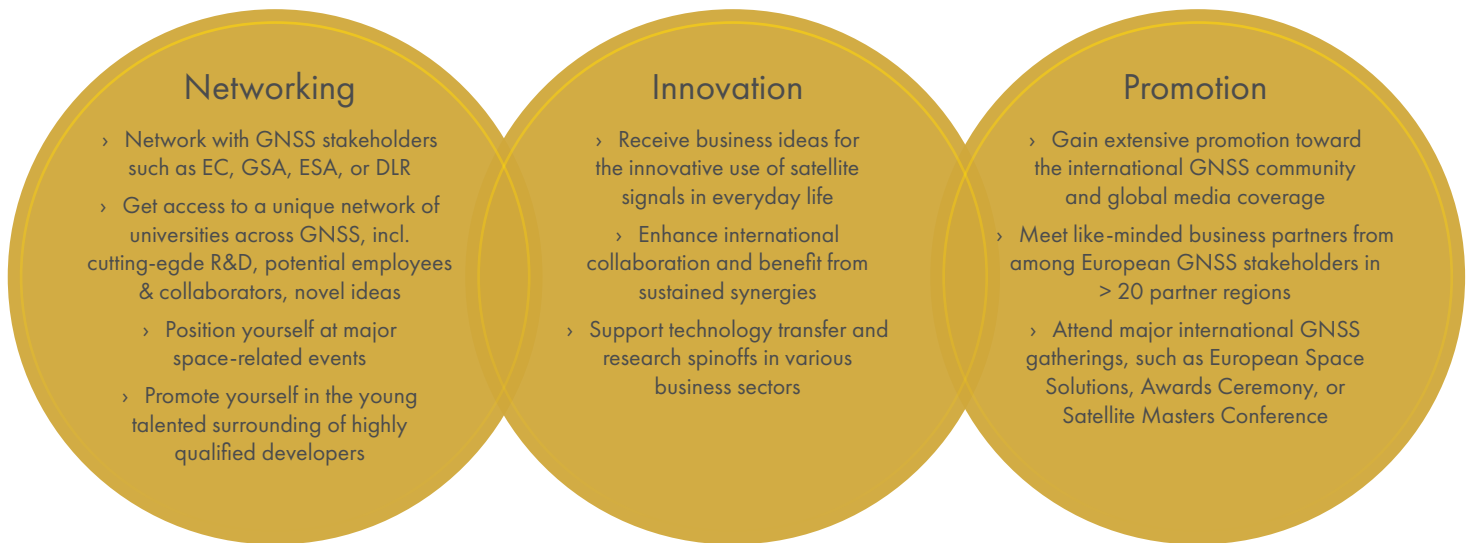 Networking
› Network with GNSS stakeholders
such as EC, GSA, ESA, or DLR
› Get access to a unique network of
universities across GNSS, incl.
cutting-egde R&D, potential employees
& collaborators, novel ideas
› Position yourself at major
space-related events
› Promote yourself in the young
talented surrounding of highly
qualified developers
Innovation
› Receive business ideas for
the innovative use of satellite
signals in everyday life
› Enhance international
collaboration and benefit from
sustained synergies
› Support technology transfer and
research spinoffs in various
business sectors
Promotion
› Gain extensive promotion toward
the international GNSS community
and global media coverage
› Meet like-minded business partners from
among European GNSS stakeholders in
> 20 partner regions
› Attend major international GNSS
gatherings, such as European Space
Solutions, Awards Ceremony, or
Satellite Masters Conference